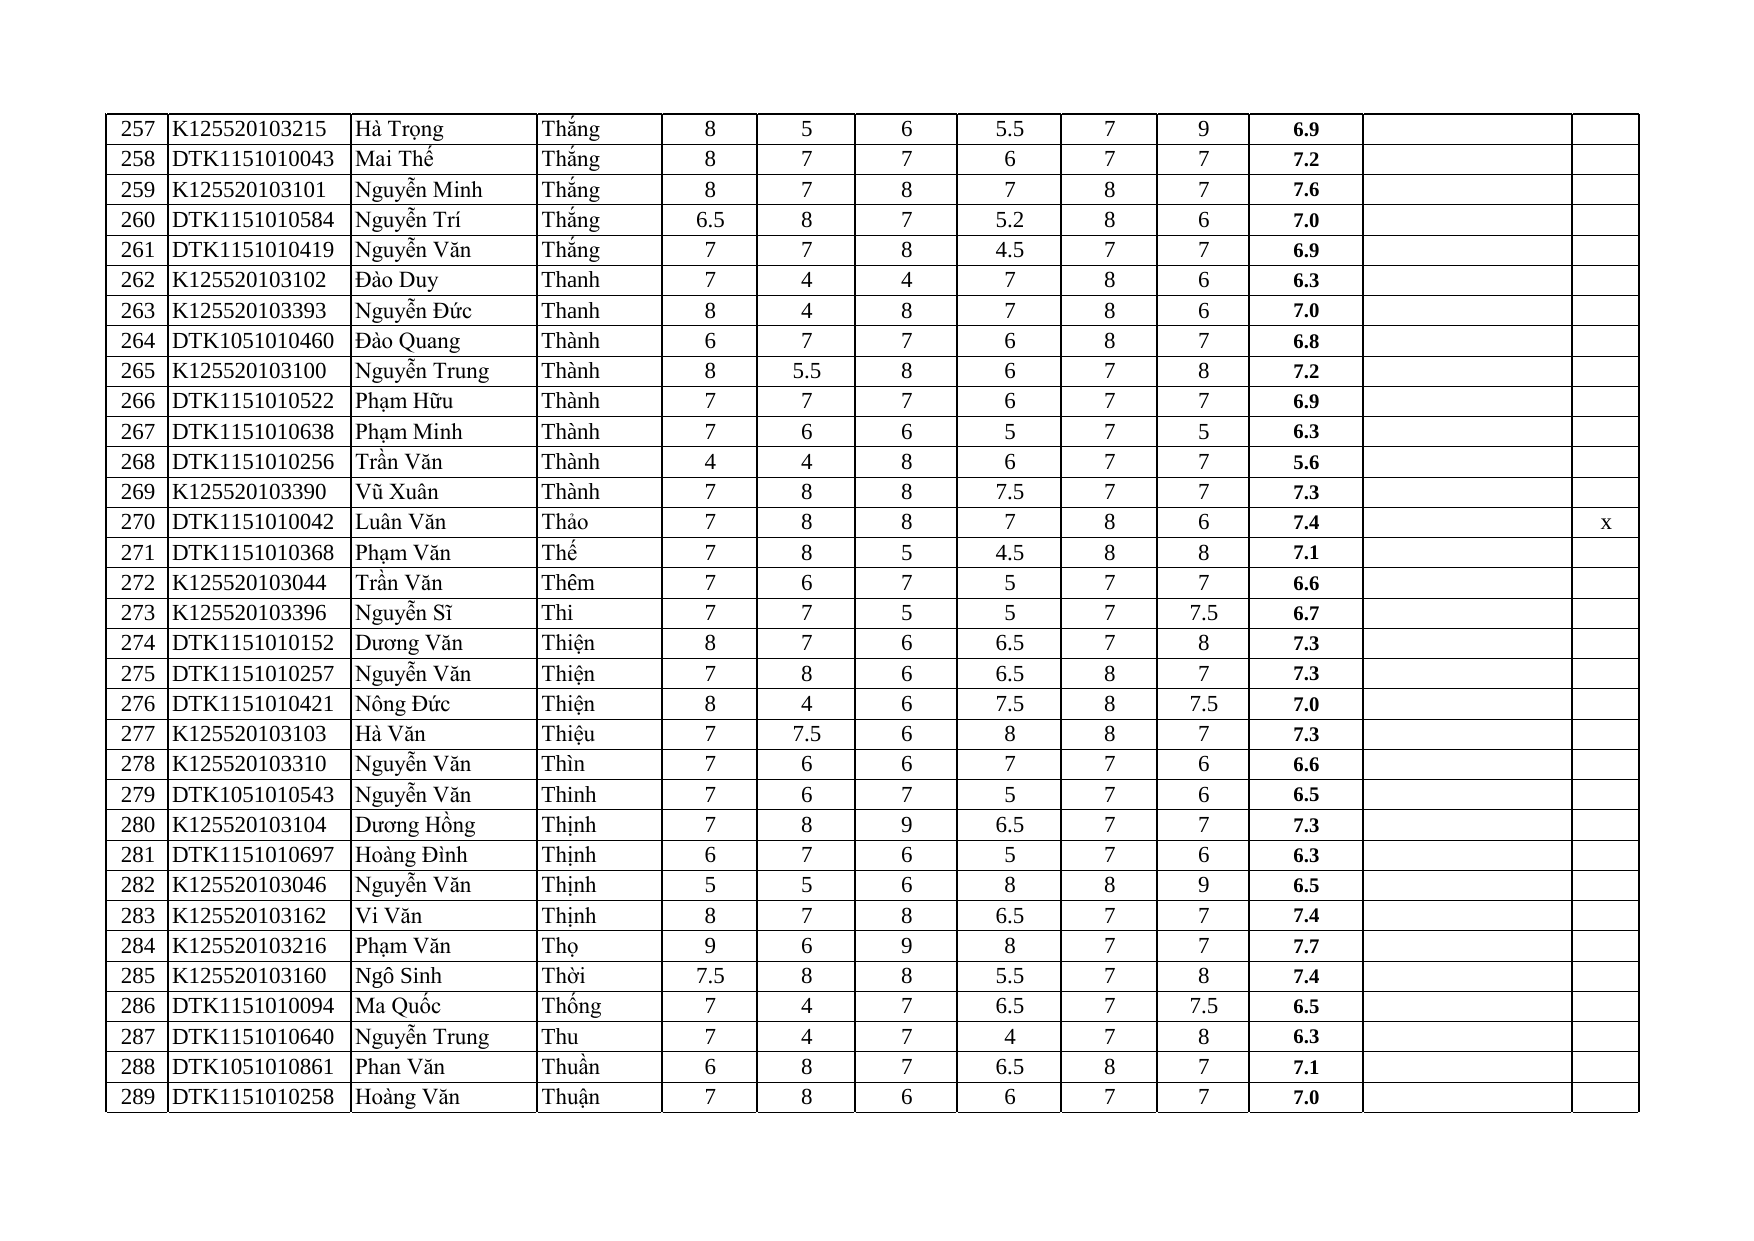 257 K125520103215 Hà Trọng Thắng 8 5 6 5.5 7 9 6.9
258 DTK1151010043 Mai Thế Thắng 8 7 7 6 7 7 7.2
259 K125520103101 Nguyễn Minh Thắng 8 7 8 7 8 7 7.6
260 DTK1151010584 Nguyễn Trí Thắng 6.5 8 7 5.2 8 6 7.0
261 DTK1151010419 Nguyễn Văn Thắng 7 7 8 4.5 7 7 6.9
262 K125520103102 Đào Duy Thanh 7 4 4 7 8 6 6.3
263 K125520103393 Nguyễn Đức Thanh 8 4 8 7 8 6 7.0
264 DTK1051010460 Đào Quang Thành 6 7 7 6 8 7 6.8
265 K125520103100 Nguyễn Trung Thành 8 5.5 8 6 7 8 7.2
266 DTK1151010522 Phạm Hữu Thành 7 7 7 6 7 7 6.9
267 DTK1151010638 Phạm Minh Thành 7 6 6 5 7 5 6.3
268 DTK1151010256 Trần Văn Thành 4 4 8 6 7 7 5.6
269 K125520103390 Vũ Xuân Thành 7 8 8 7.5 7 7 7.3
270 DTK1151010042 Luân Văn Thảo 7 8 8 7 8 6 7.4 x
271 DTK1151010368 Phạm Văn Thế 7 8 5 4.5 8 8 7.1
272 K125520103044 Trần Văn Thêm 7 6 7 5 7 7 6.6
273 K125520103396 Nguyễn Sĩ Thi 7 7 5 5 7 7.5 6.7
274 DTK1151010152 Dương Văn Thiện 8 7 6 6.5 7 8 7.3
275 DTK1151010257 Nguyễn Văn Thiện 7 8 6 6.5 8 7 7.3
276 DTK1151010421 Nông Đức Thiện 8 4 6 7.5 8 7.5 7.0
277 K125520103103 Hà Văn Thiệu 7 7.5 6 8 8 7 7.3
278 K125520103310 Nguyễn Văn Thìn 7 6 6 7 7 6 6.6
279 DTK1051010543 Nguyễn Văn Thinh 7 6 7 5 7 6 6.5
280 K125520103104 Dương Hồng Thịnh 7 8 9 6.5 7 7 7.3
281 DTK1151010697 Hoàng Đình Thịnh 6 7 6 5 7 6 6.3
282 K125520103046 Nguyễn Văn Thịnh 5 5 6 8 8 9 6.5
283 K125520103162 Vi Văn Thịnh 8 7 8 6.5 7 7 7.4
284 K125520103216 Phạm Văn Thọ 9 6 9 8 7 7 7.7
285 K125520103160 Ngô Sinh Thời 7.5 8 8 5.5 7 8 7.4
286 DTK1151010094 Ma Quốc Thống 7 4 7 6.5 7 7.5 6.5
287 DTK1151010640 Nguyễn Trung Thu 7 4 7 4 7 8 6.3
288 DTK1051010861 Phan Văn Thuần 6 8 7 6.5 8 7 7.1
289 DTK1151010258 Hoàng Văn Thuận 7 8 6 6 7 7 7.0